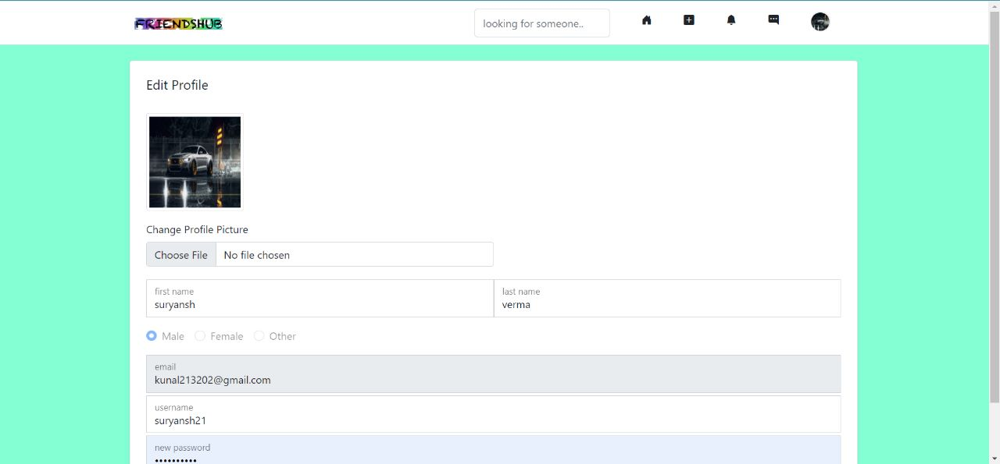 FRIENDSHUB
looking for someone..
Edit Profile
Change Profile Picture
Choose File No file chosen
first name last name
suryansh verma
Male Female Other
email
kunal213202@gmail.com
username
suryansh21
new password
••••••••••